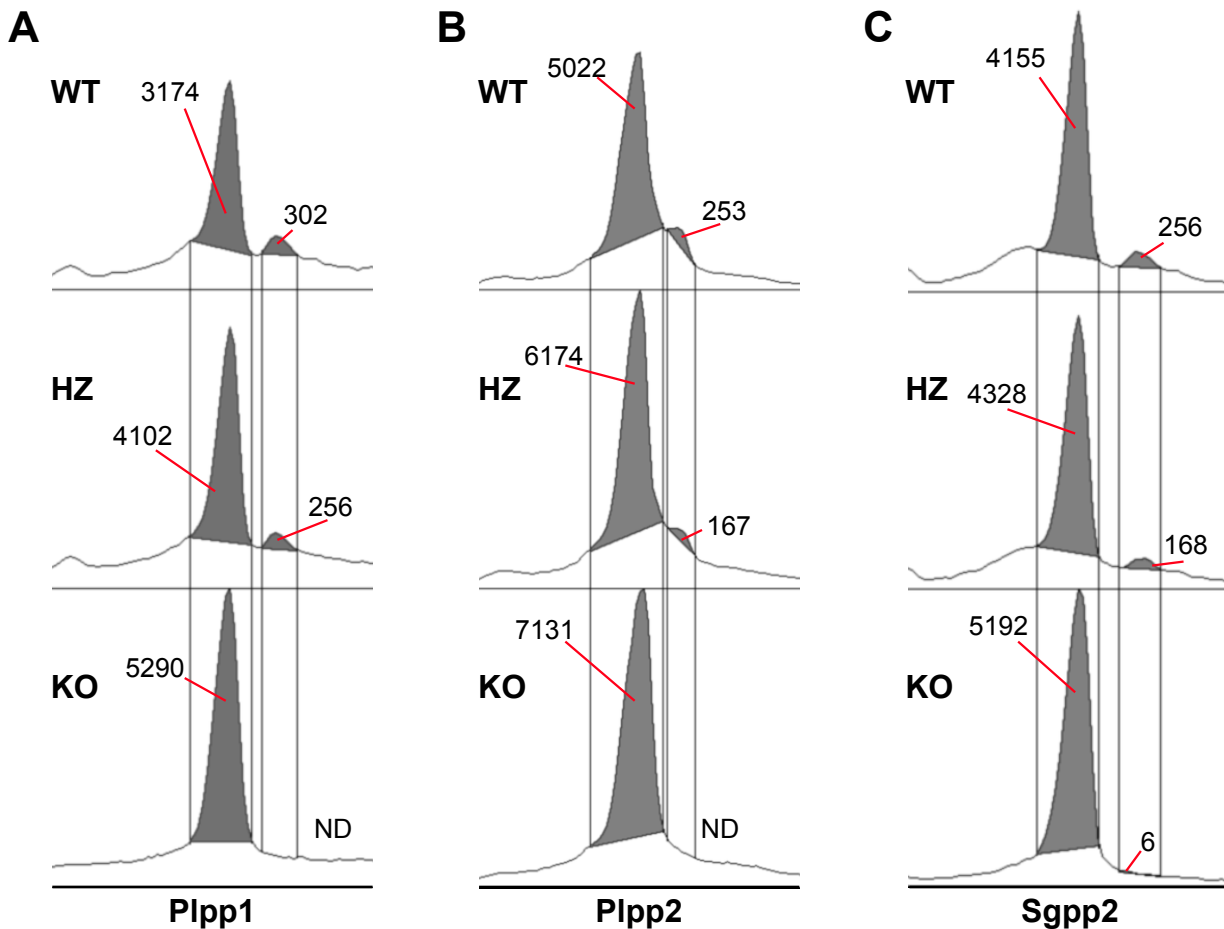 A
WT
3174
302
HZ
4102
256
KO
5290
ND
Plpp1
B
WT
5022
253
HZ
6174
167
KO
7131
ND
Plpp2
C
WT
4155
256
HZ
4328
168
KO
5192
6
Sgpp2